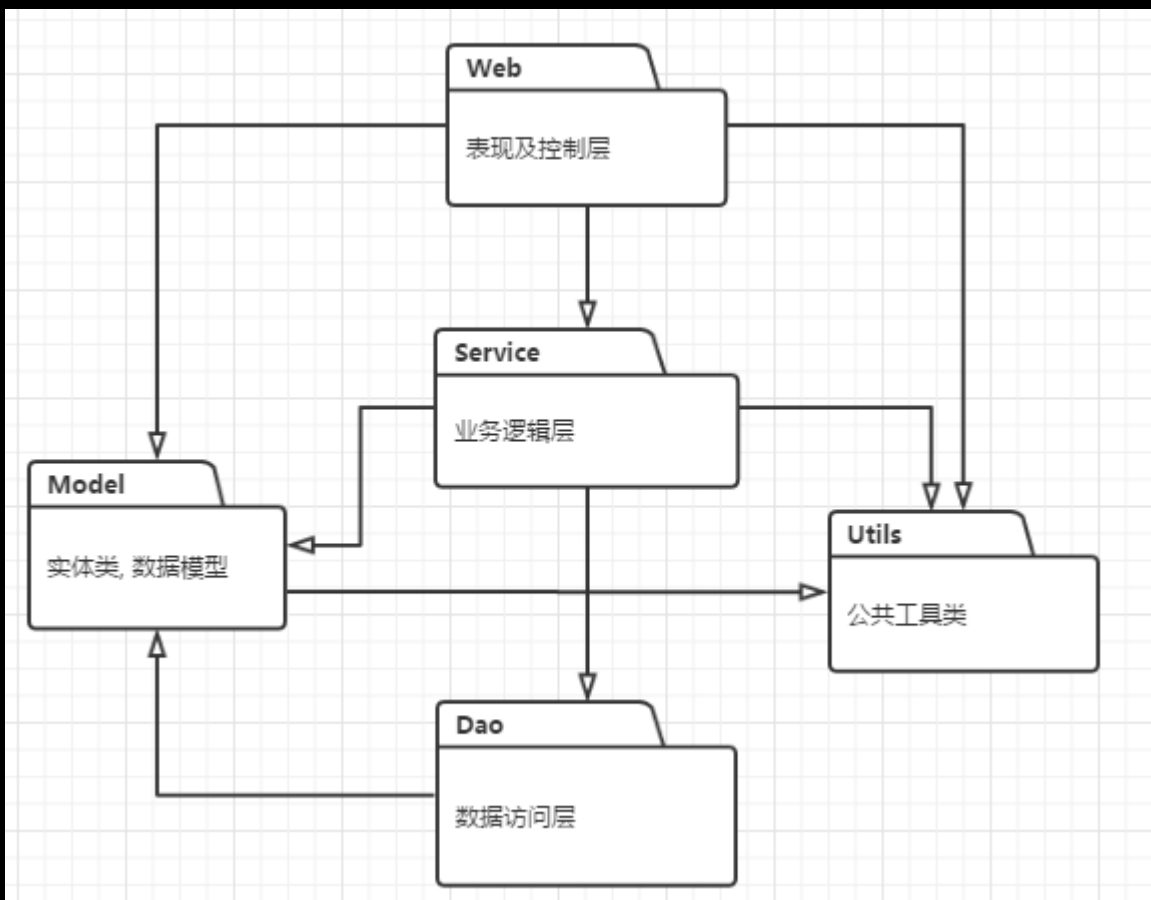 Web
表现及控制层
Service
业务逻辑层
Model
实体类, 数据模型
Utils
公共工具类
Dao
数据访问层